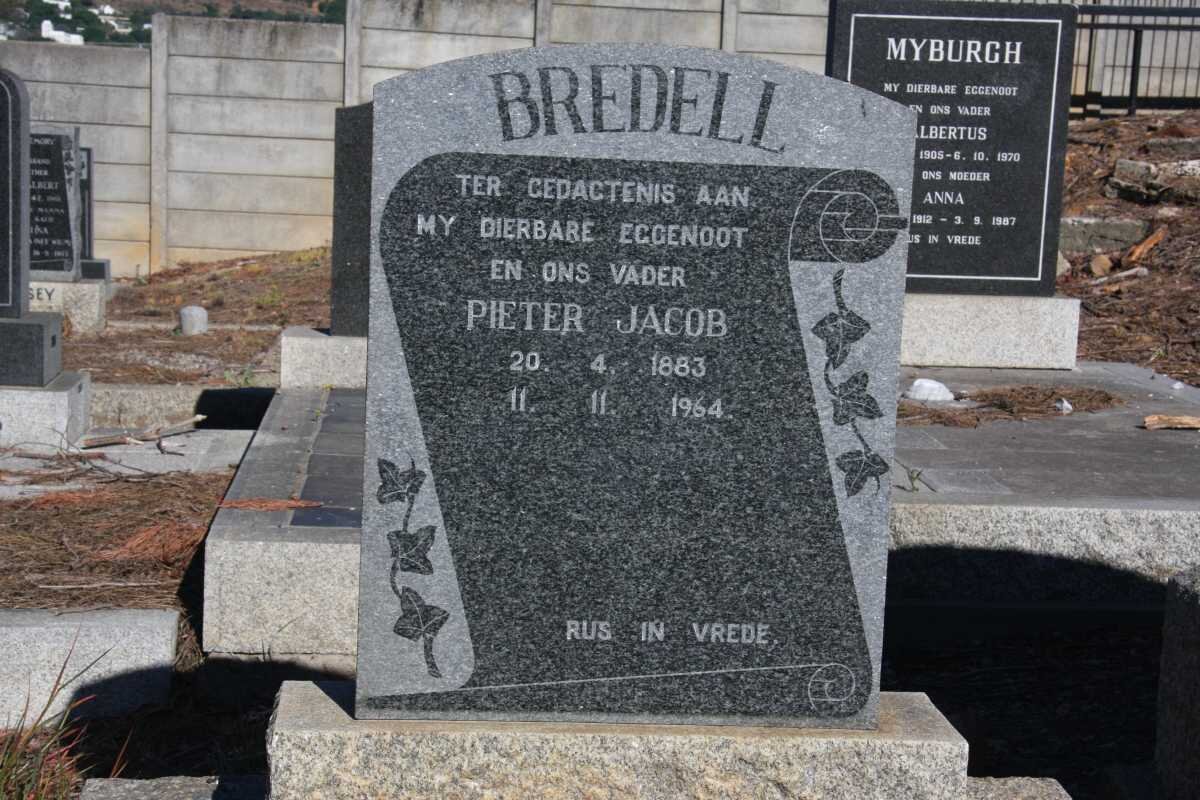 BREDELL
TER GEDACTENIS AAN
MY DIERBARE EGGENOOT
EN ONS VADER
PIETER JACOB
20. 4. 1883
11. 11. 1964.
RUS IN VREDE.
MYBURGH
MY DIERBARE EGGENOOT
EN ONS VADER
ALBERTUS
1905-6. 10. 1970
ONS MOEDER
ANNA
1912 - 3. 9. 1987
RUS IN VREDE
ALBERT